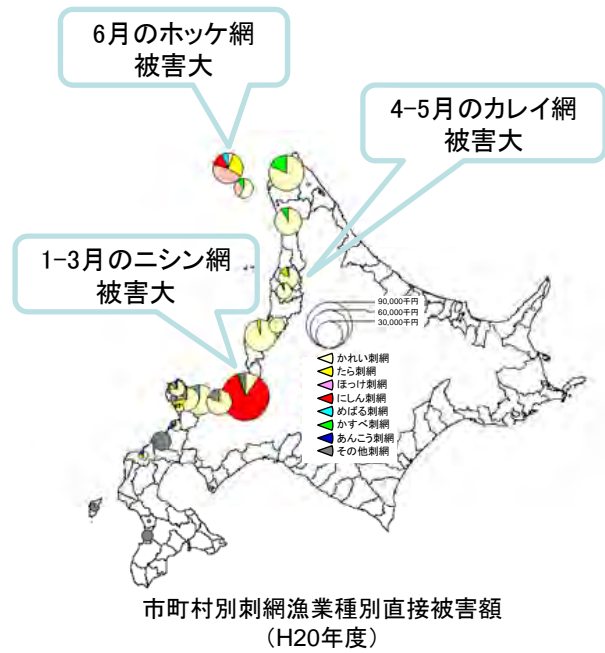 6月のホッケ網
被害大
4-5月のカレイ網
被害大
1-3月のニシン網
被害大
90,000千円
60,000千円
30,000千円
かれい刺網
たら刺網
ほっけ刺網
にしん刺網
めばる刺網
かすべ刺網
あんこう刺網
その他刺網
市町村別刺網漁業種別直接被害額
（H20年度）